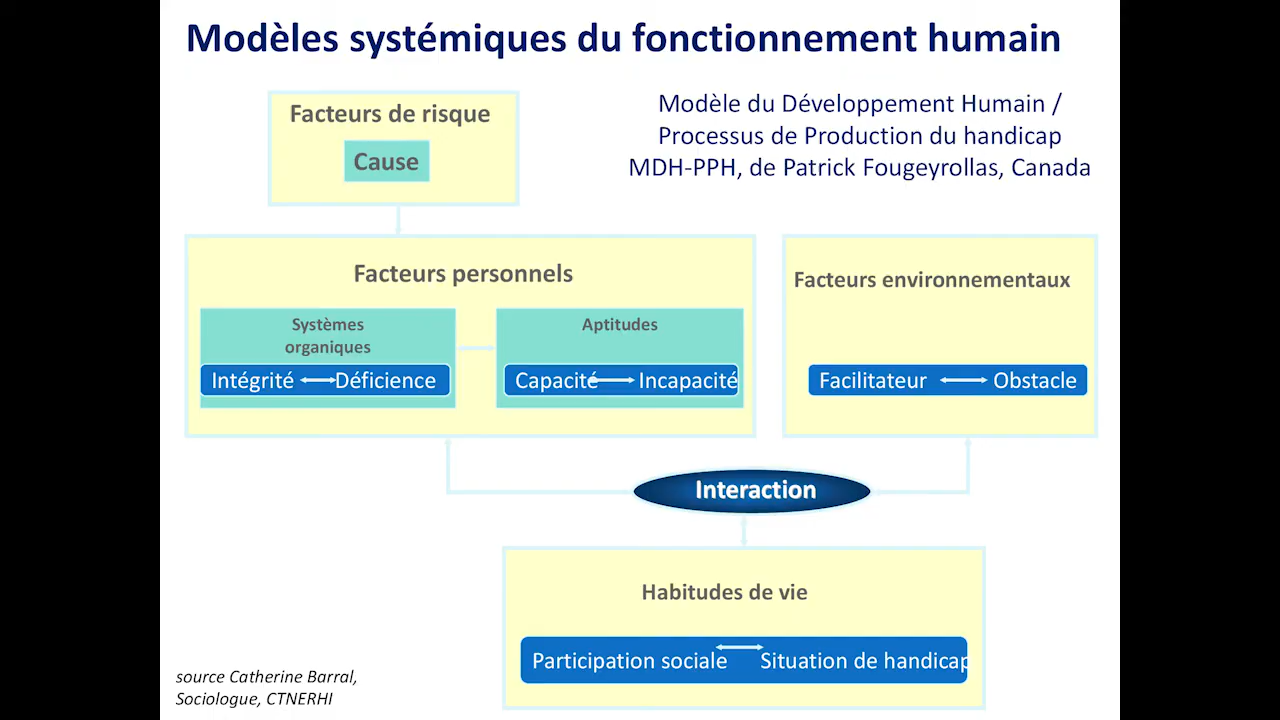 Modèles systémiques du fonctionnement humain
Facteurs de risque
Cause
Modèle du Développement Humain /
Processus de Production du handicap
MDH-PPH, de Patrick Fougeyrollas, Canada
Facteurs personnels
Systèmes
organiques
Intégrité Déficience
Aptitudes
Capacité Incapacité
Facteurs environnementaux
Facilitateur Obstacle
Interaction
Habitudes de vie
Participation sociale Situation de handicap
source Catherine Barral,
Sociologue, CTNERHI